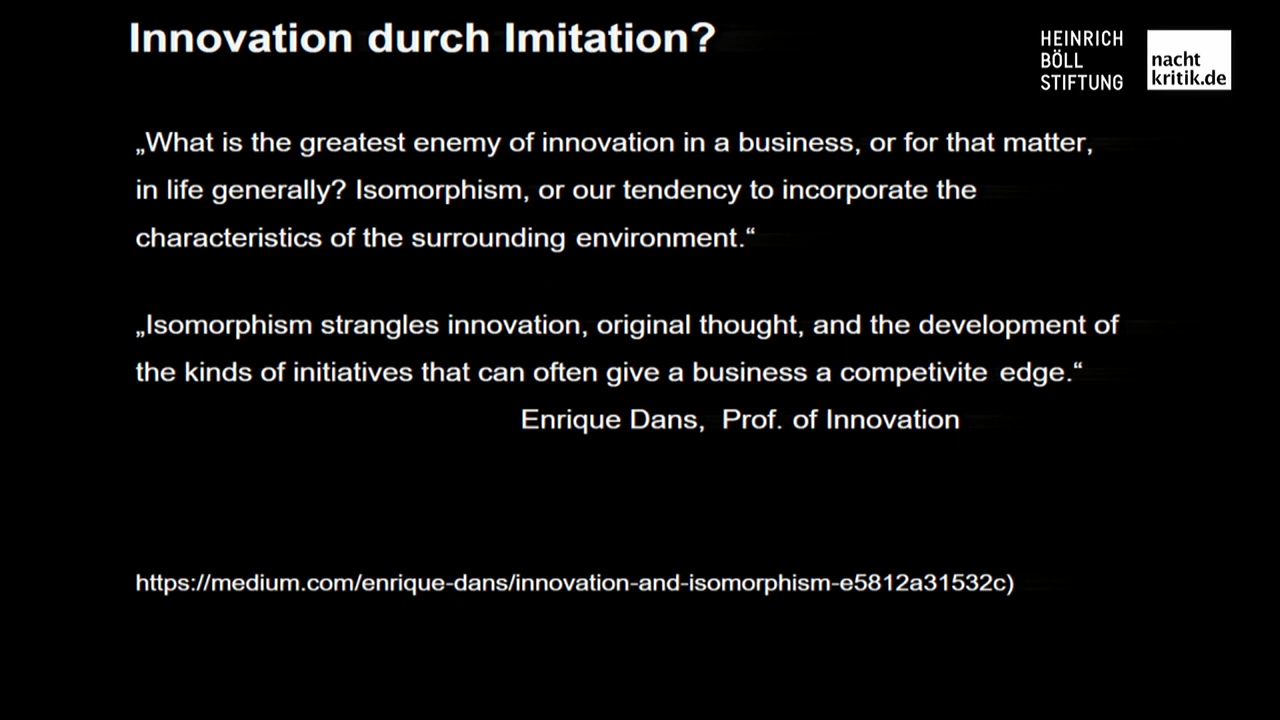 Innovation durch Imitation?
HEINRICH
BÖLL
STIFTUNG
nacht
kritik.de
„What is the greatest enemy of innovation in a business, or for that matter,
in life generally? Isomorphism, or our tendency to incorporate the
characteristics of the surrounding environment.“
„Isomorphism strangles innovation, original thought, and the development of
the kinds of initiatives that can often give a business a competivite edge.“
Enrique Dans, Prof. of Innovation
https://medium.com/enrique-dans/innovation-and-isomorphism-e5812a31532c)